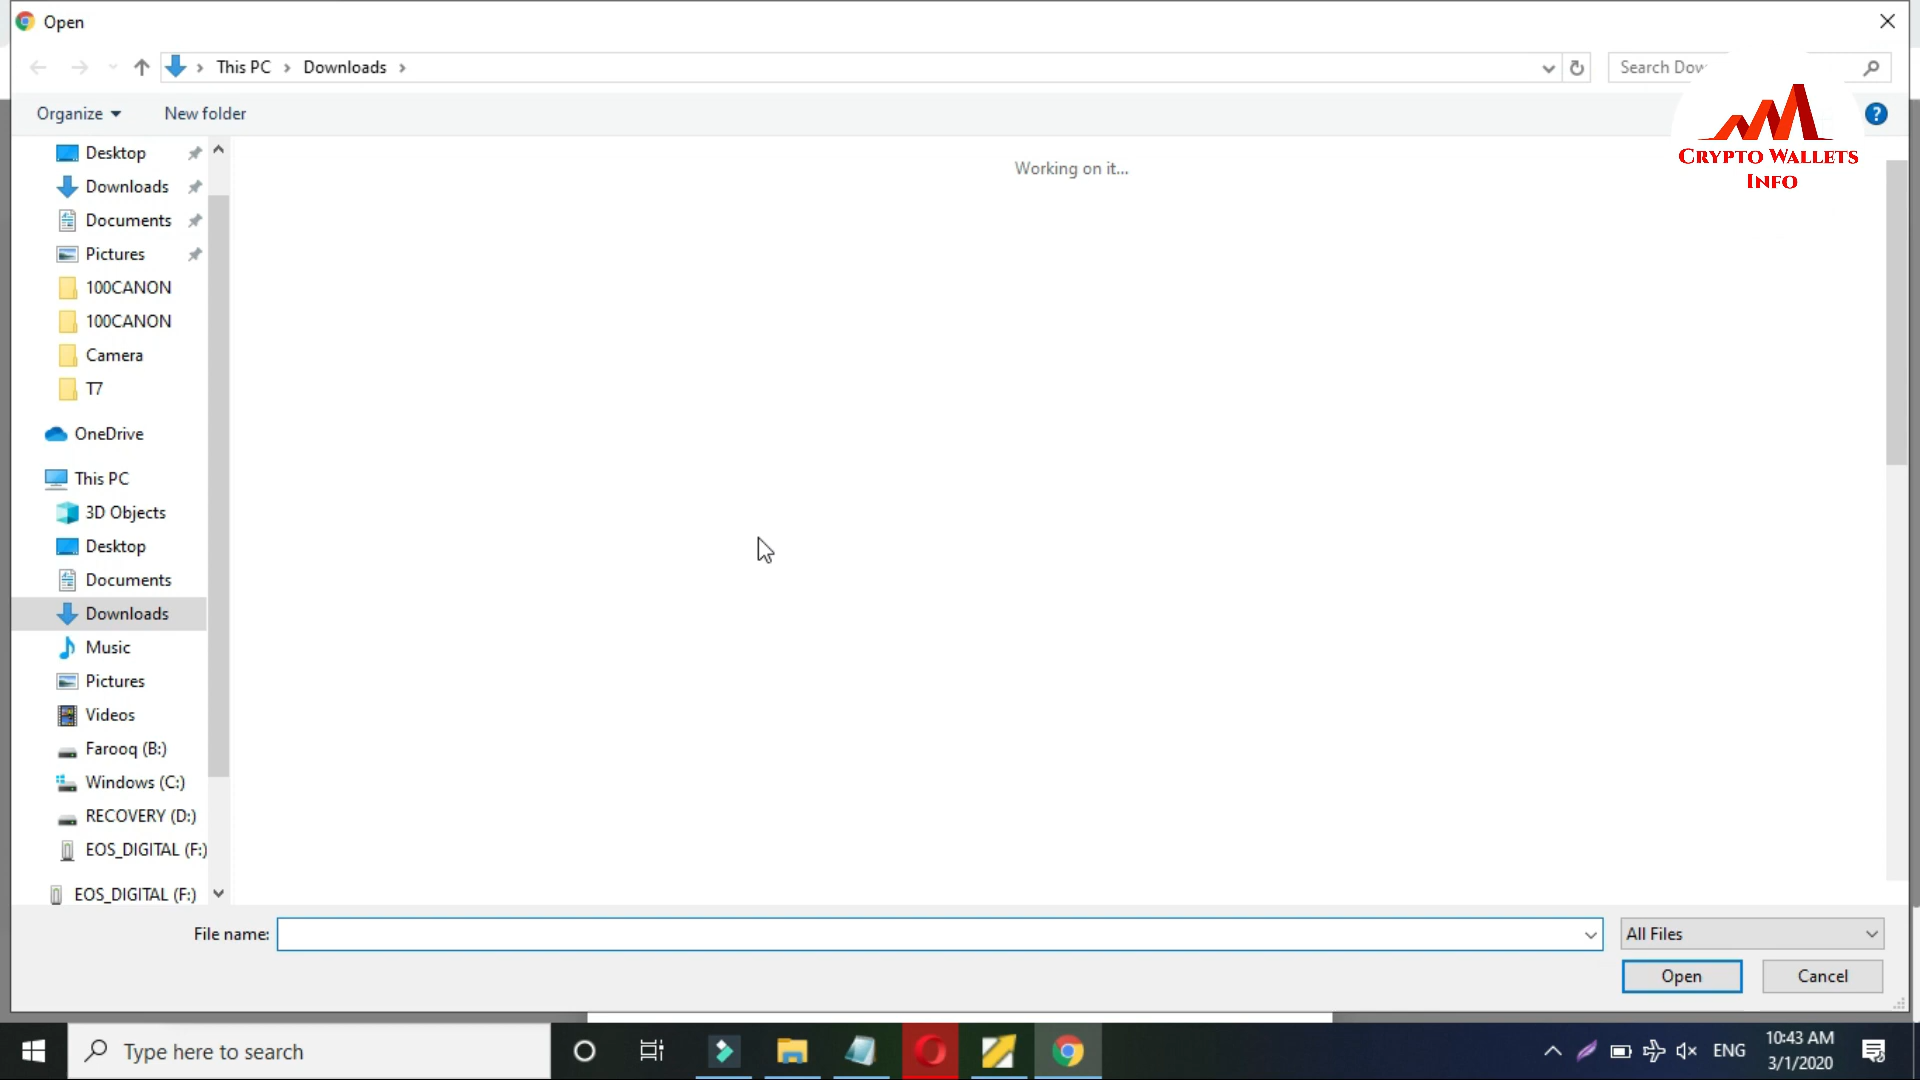 Open
This PC
Downloads
Search Dow
Organize
New folder
?
CRYPTO WALLETS
INFO
Desktop
Downloads
Documents
Pictures
100CANON
100CANON
Camera
T7
OneDrive
This PC
3D Objects
Desktop
Documents
Downloads
Music
Pictures
Videos
Farooq (B:)
Windows (C:)
RECOVERY (D:)
EOS_DIGITAL (F:)
EOS_DIGITAL (F:)
Working on it...
File name:
All Files
Open
Cancel
Type here to search
ENG
10:43 AM
3/1/2020